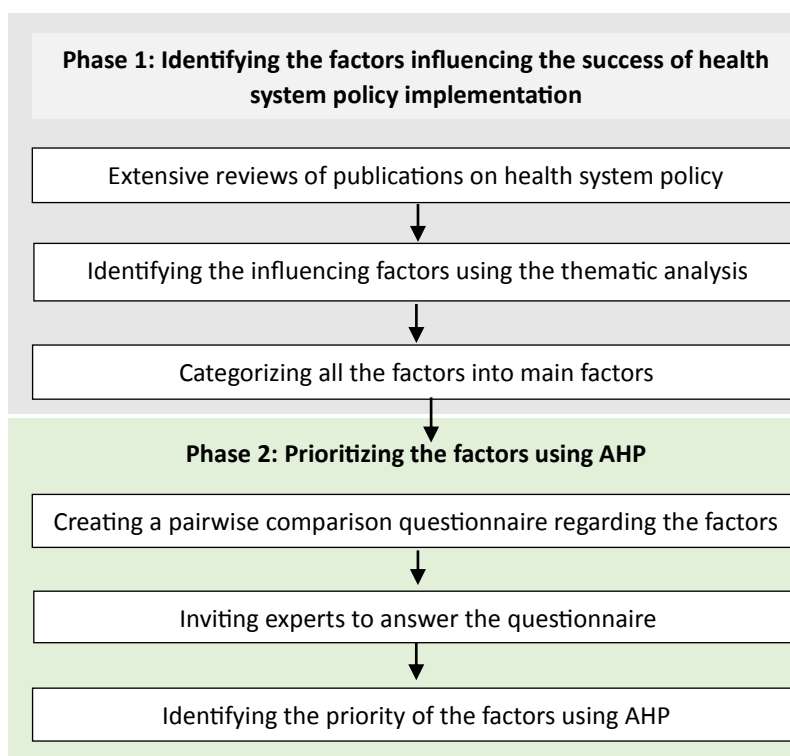 Phase 1: Identifying the factors influencing the success of health
system policy implementation
Extensive reviews of publications on health system policy
Identifying the influencing factors using the thematic analysis
Categorizing all the factors into main factors
Phase 2: Prioritizing the factors using AHP
Creating a pairwise comparison questionnaire regarding the factors
Inviting experts to answer the questionnaire
Identifying the priority of the factors using AHP